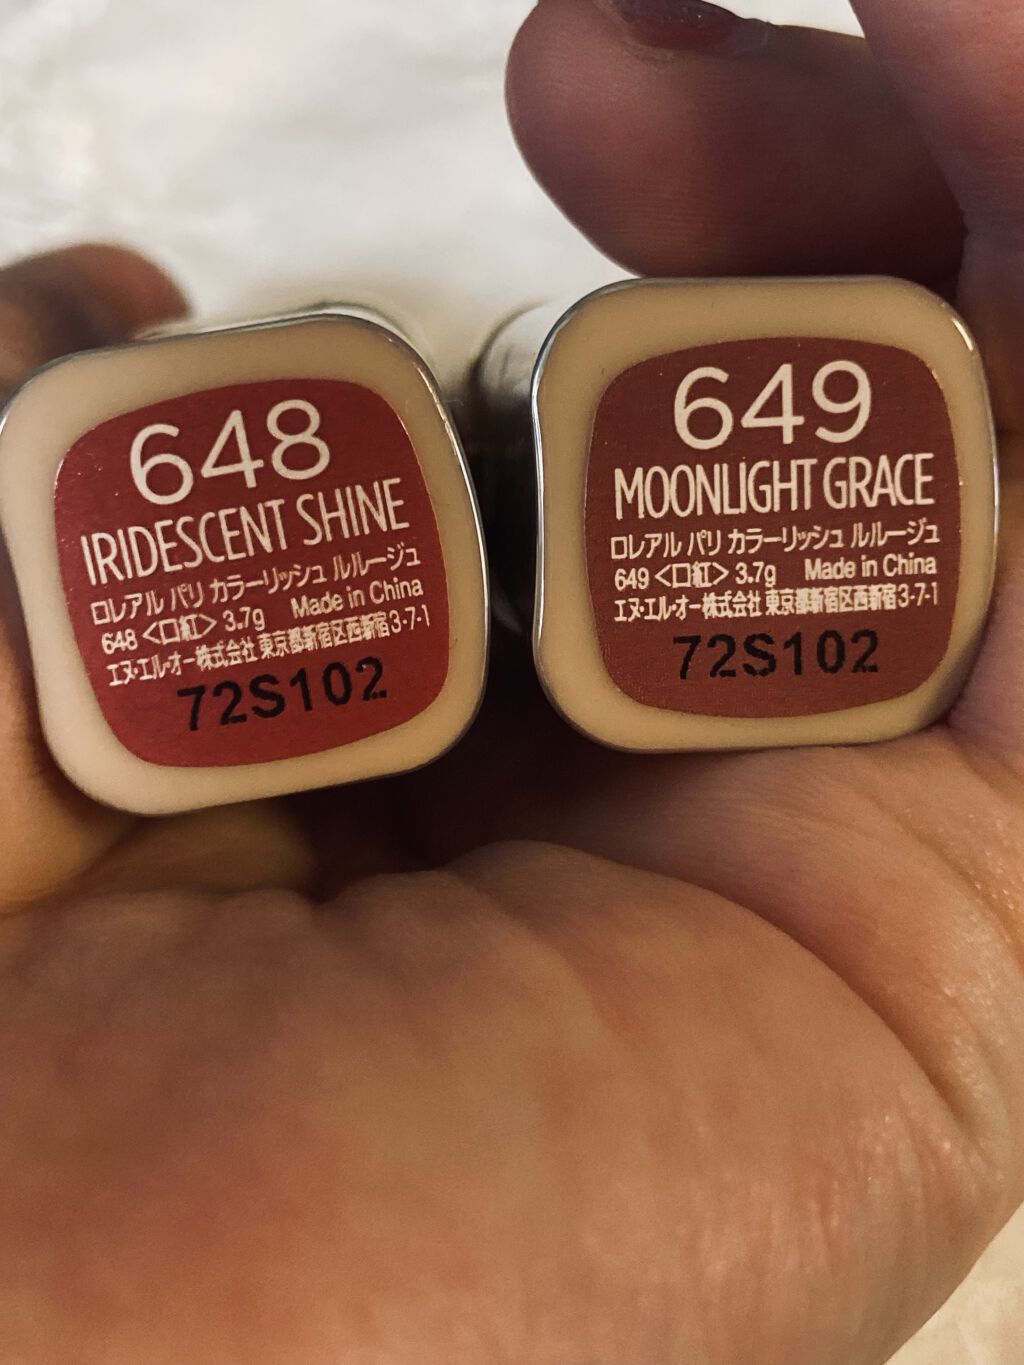 648
IRIDESCENT SHINE
ロレアル パリ カラーリッシュ ルルージュ
648 <口紅> 3.7g Made in China
エヌ・エル・オー株式会社 東京都新宿区西新宿3-7-1
72S102
649
MOONLIGHT GRACE
ロレアル パリ カラーリッシュ ルルージュ
649 <口紅> 3.7g Made in China
エヌ・エル・オー株式会社 東京都新宿区西新宿3-7-1
72S102